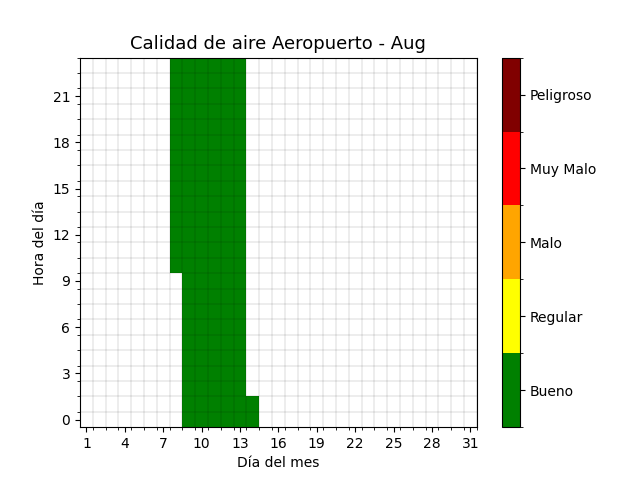 Calidad de aire Aeropuerto - Aug
21
18
15
12
9
6
3
0
Hora del día
1 4 7 10 13 16 19 22 25 28 31
Día del mes
Peligroso
Muy Malo
Malo
Regular
Bueno